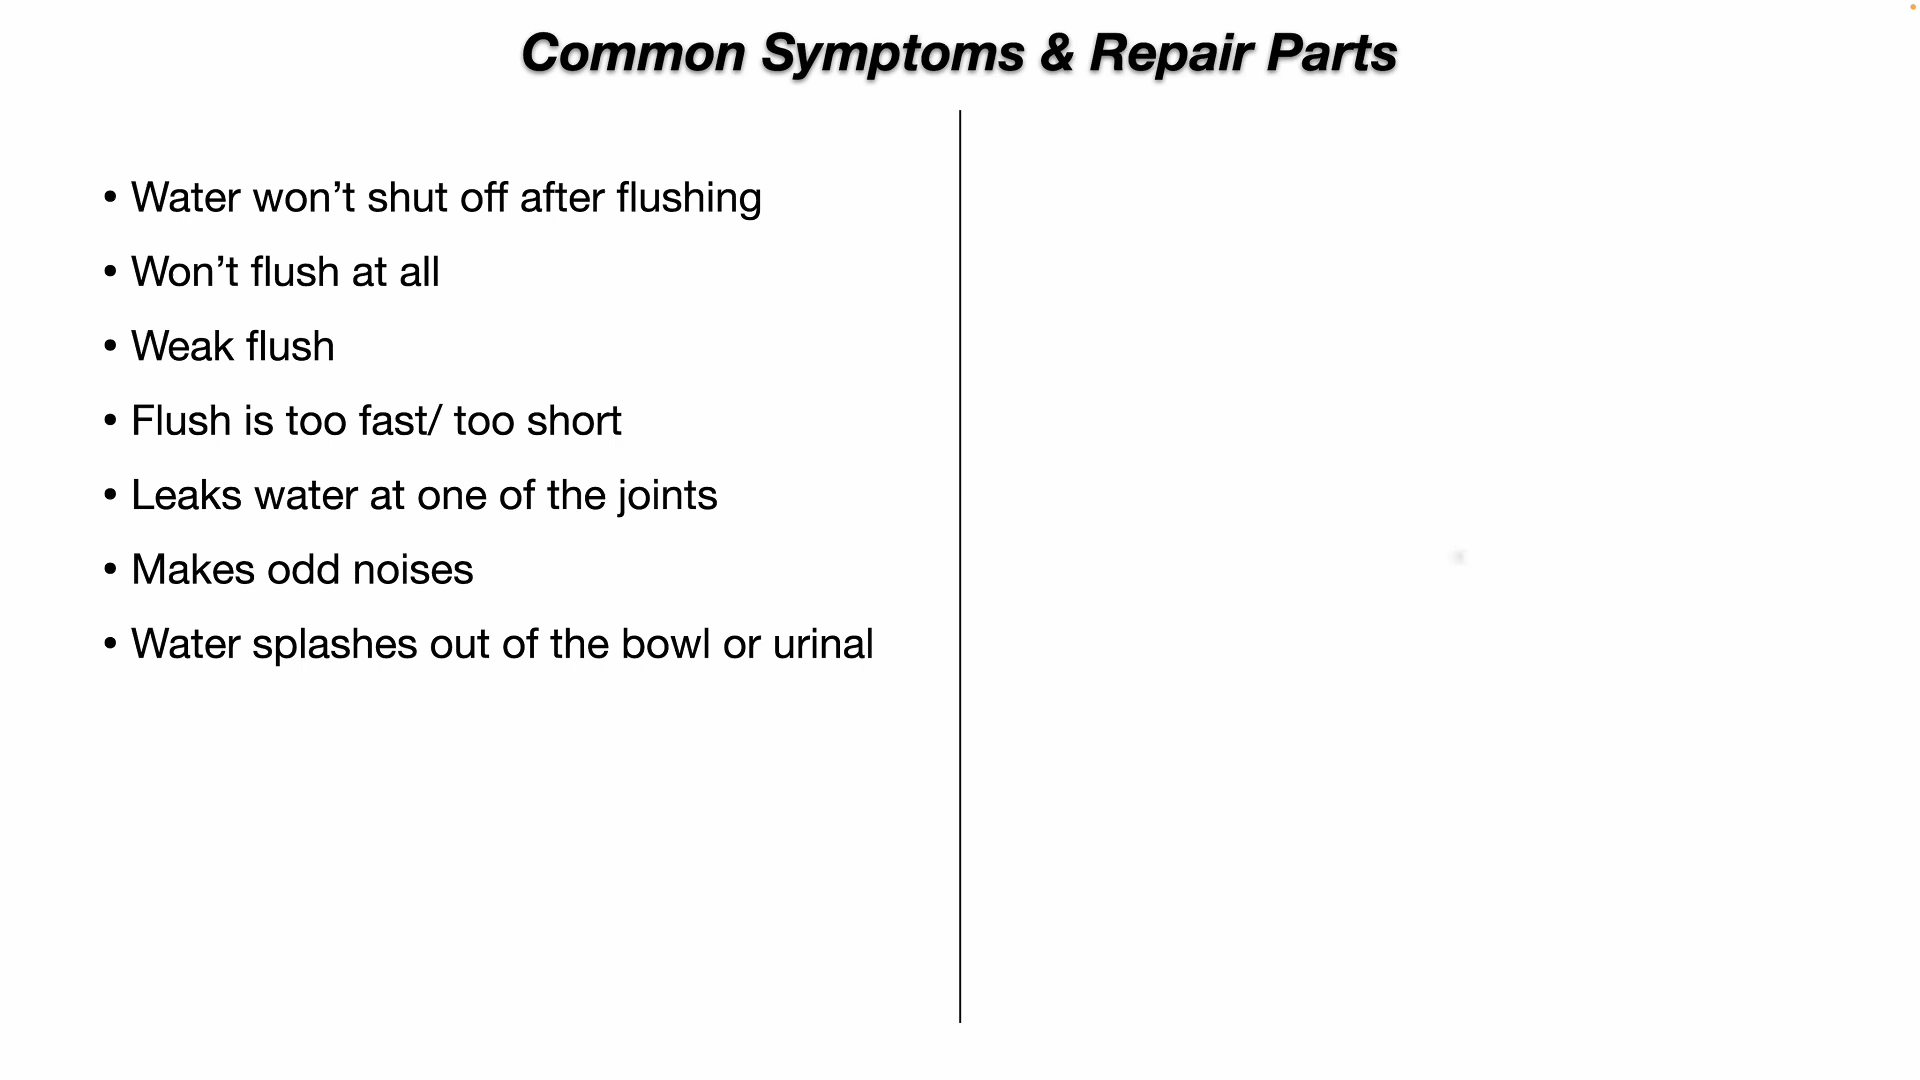 Common Symptoms & Repair Parts
• Water won’t shut off after flushing
• Won’t flush at all
• Weak flush
• Flush is too fast/ too short
• Leaks water at one of the joints
• Makes odd noises
• Water splashes out of the bowl or urinal